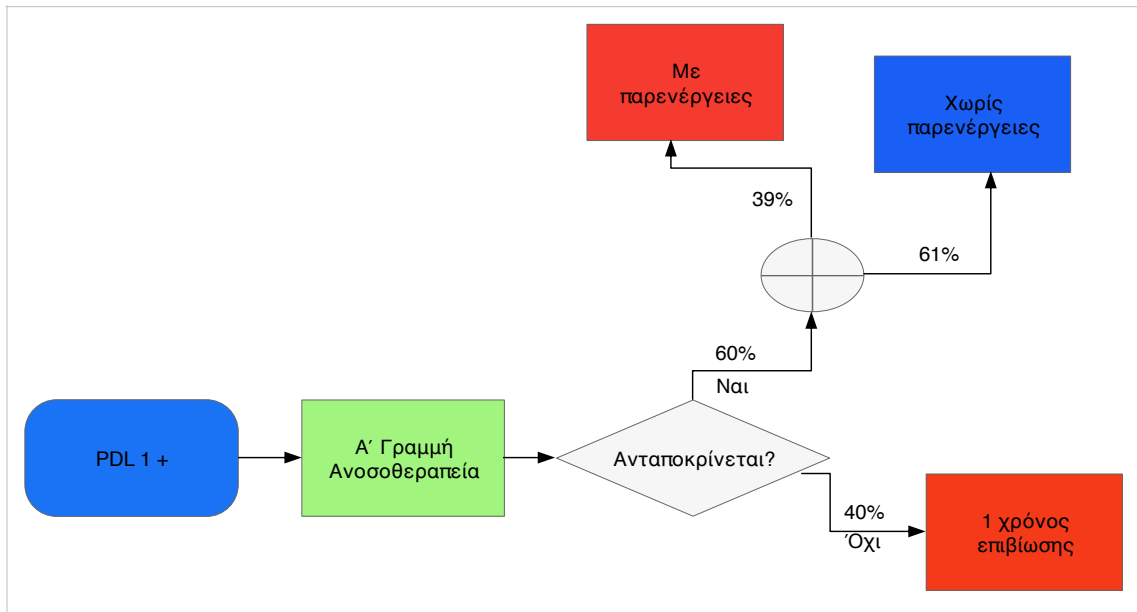 Με
παρενέργειες
Χωρίς
παρενέργειες
39%
61%
60%
Ναι
PDL 1 +
Α΄ Γραμμή
Ανοσοθεραπεία
Ανταποκρίνεται?
40%
Όχι
1 χρόνος
επιβίωσης